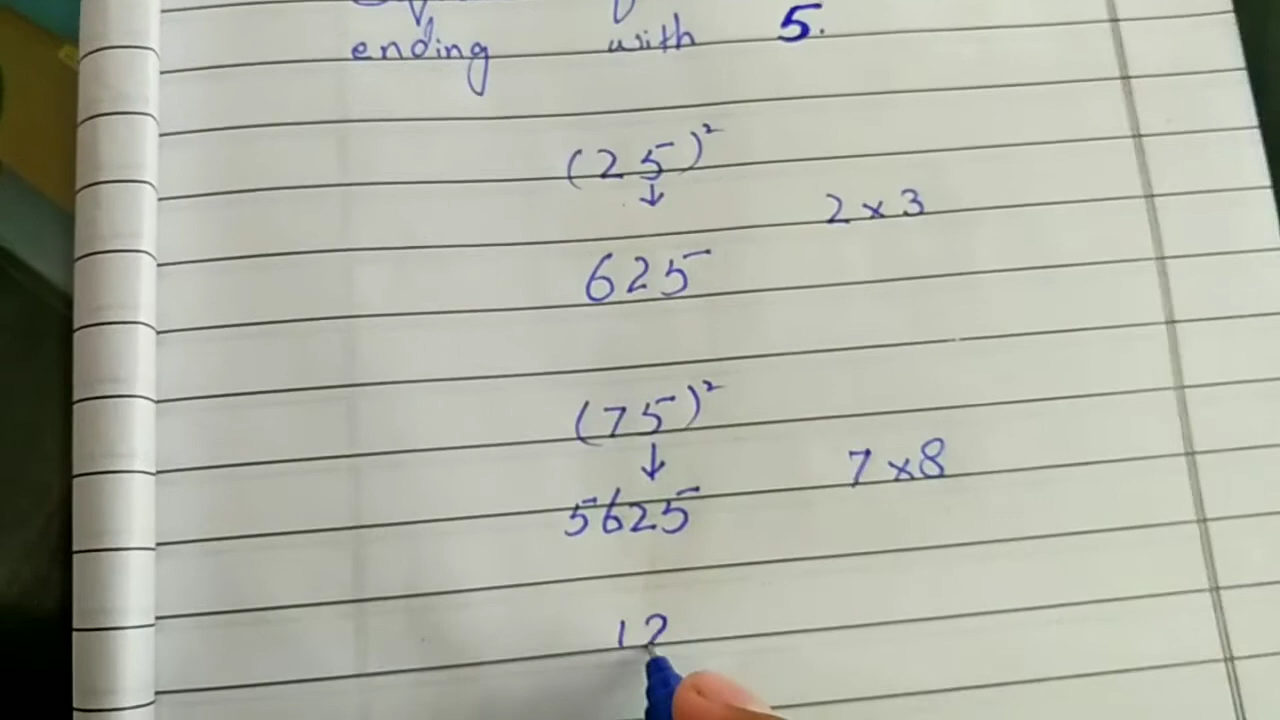 ending with 5.
(25)²
↓
2 x 3
625
(75)²
↓
7 x 8
5625
12